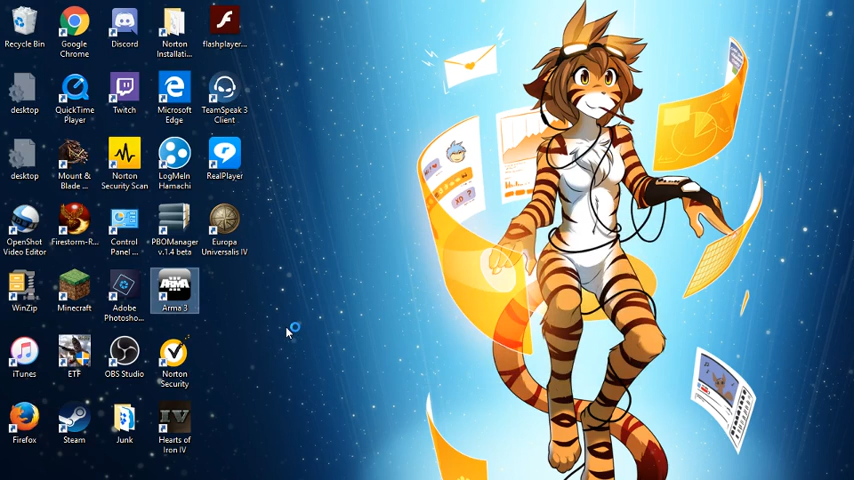 Recycle Bin
Google
Chrome
Discord
Norton
Installati...
flashplayer...
desktop
QuickTime
Player
Twitch
Microsoft
Edge
TeamSpeak 3
Client
desktop
Mount &
Blade ...
Norton
Security Scan
LogMeIn
Hamachi
RealPlayer
OpenShot
Video Editor
Firestorm-R...
Control
Panel ...
PBOManager
v.1.4 beta
Europa
Universalis IV
WinZip
Minecraft
Adobe
Photosho...
ARMA
Arma 3
iTunes
ETF
OBS Studio
Norton
Security
Firefox
Steam
Junk
IV
Hearts of
Iron IV
XD